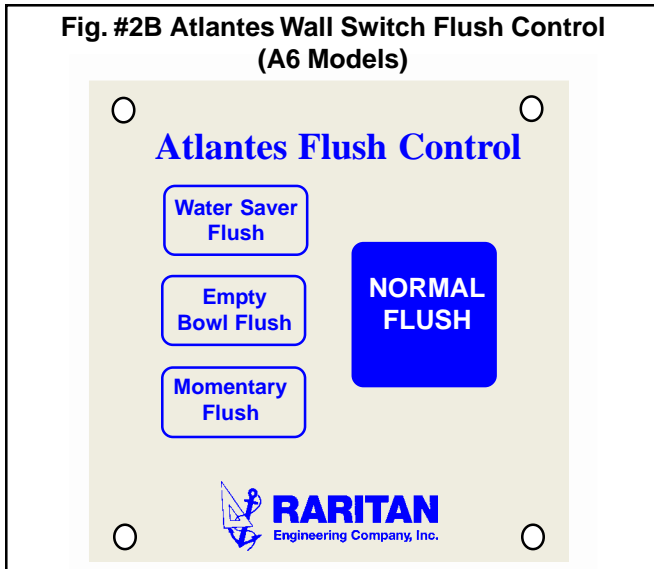 Fig. #2B Atlantes Wall Switch Flush Control
(A6 Models)
Atlantes Flush Control
Water Saver
Flush
Empty
Bowl Flush
Momentary
Flush
NORMAL
FLUSH
RARITAN
Engineering Company, Inc.